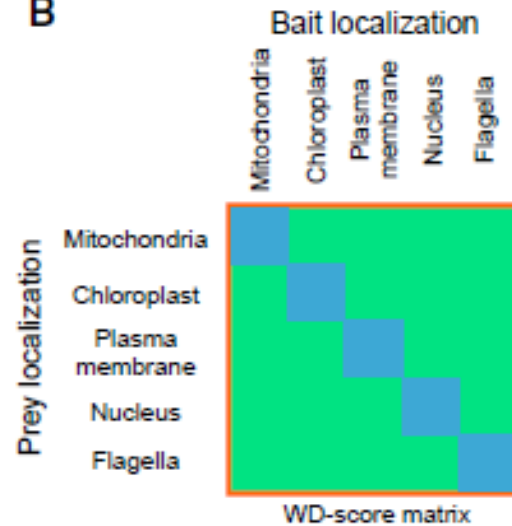 B
Bait localization
Mitochondria
Chloroplast
Plasma
membrane
Nucleus
Flagella
Prey localization
Mitochondria
Chloroplast
Plasma
membrane
Nucleus
Flagella
WD-score matrix